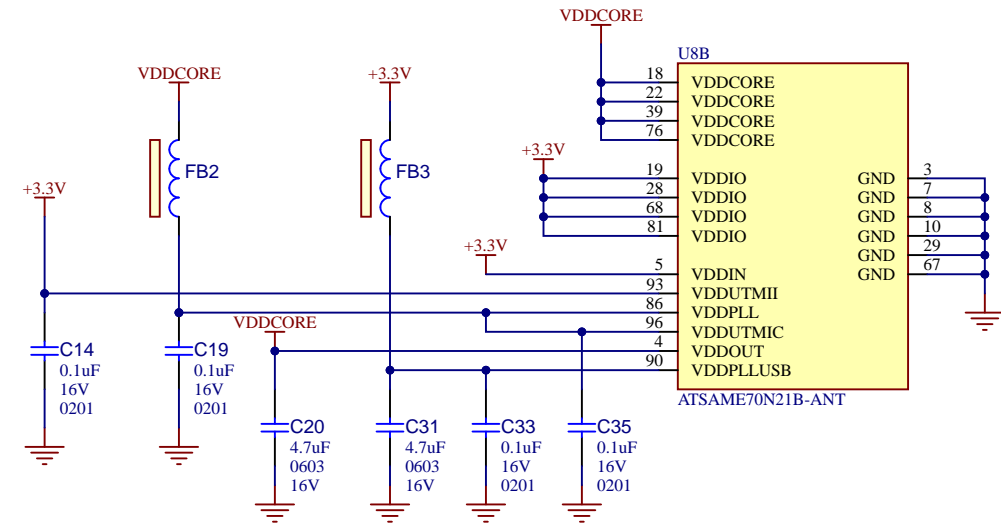 VDDCORE
U8B
18 VDDCORE
22 VDDCORE
39 VDDCORE
76 VDDCORE
+3.3V
19 VDDIO
28 VDDIO
68 VDDIO
81 VDDIO
+3.3V
5 VDDIN
93 VDDUTMII
86 VDDPLL
96 VDDUTMIC
4 VDDOUT
90 VDDPLLUSB
GND 3
GND 7
GND 8
GND 10
GND 29
GND 67
ATSAME70N21B-ANT
VDDCORE
FB2
+3.3V
FB3
+3.3V
VDDCORE
C14
0.1uF
16V
0201
C19
0.1uF
16V
0201
C20
4.7uF
0603
16V
C31
4.7uF
0603
16V
C33
0.1uF
16V
0201
C35
0.1uF
16V
0201